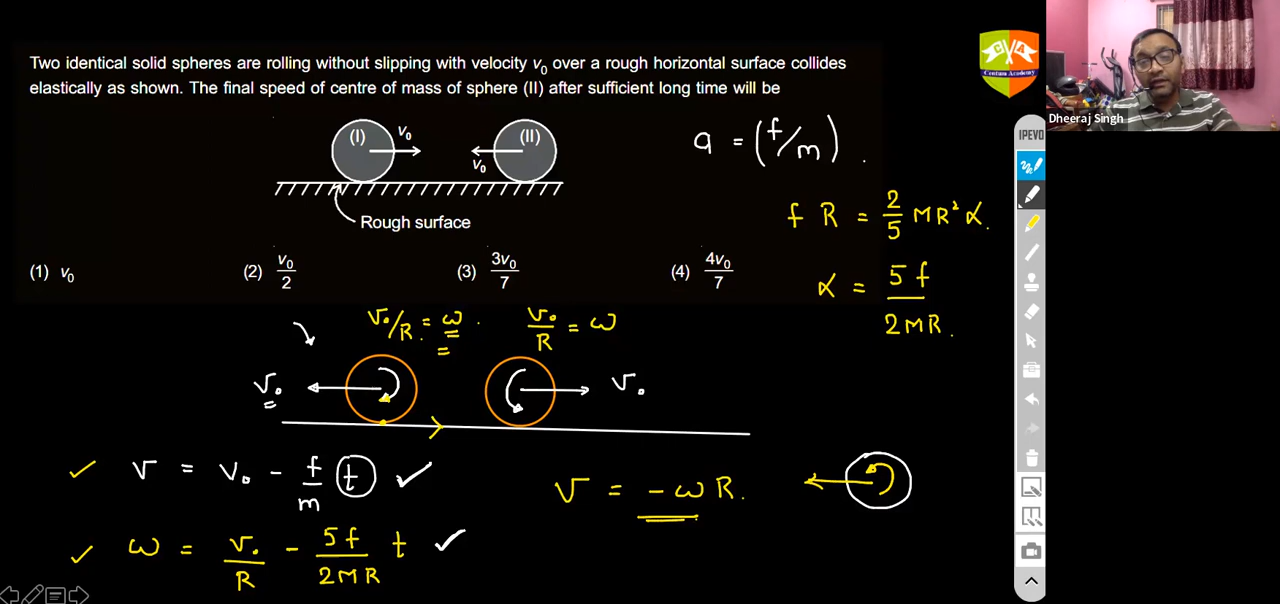 Two identical solid spheres are rolling without slipping with velocity v₀ over a rough horizontal surface collides
elastically as shown. The final speed of centre of mass of sphere (II) after sufficient long time will be
(I) v₀ v₀ (II)
Rough surface
(1) v₀ (2) v₀/2 (3) 3v₀/7 (4) 4v₀/7
a = (f/m).
f R = 2/5 MR² α.
α = 5f/2MR.
v₀/R = ω. v₀/R = ω
v₀ v₀
v = v₀ - f/m t
v = -ωR.
ω = v₀/R - 5f/2MR t
Centum Academy
Dheeraj Singh
IPEVO